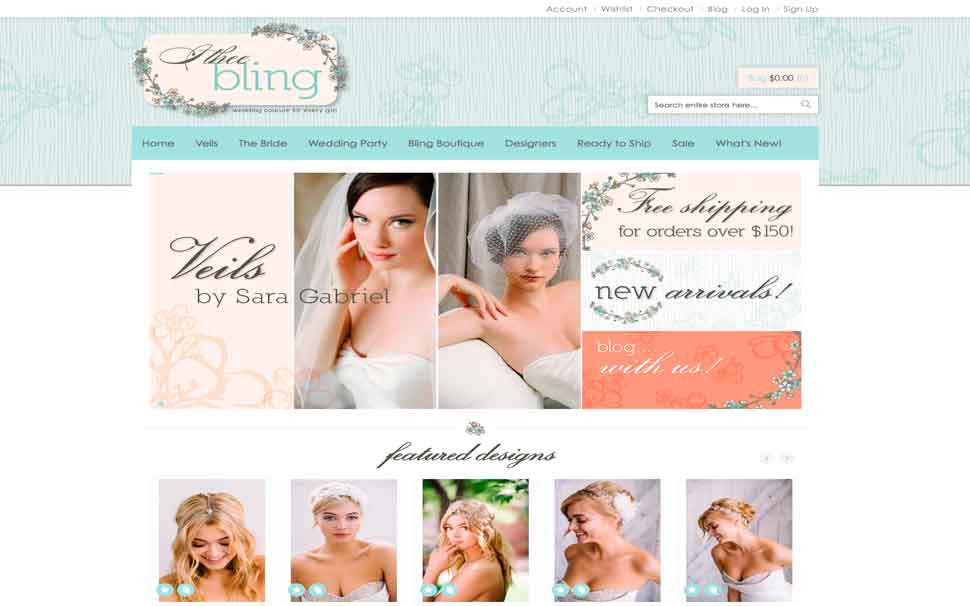 Account Wishlist Checkout Blog Log In Sign Up
I thee
bling
wedding couture for every girl
Bag $0.00 (0)
Search entire store here...
Home Veils The Bride Wedding Party Bling Boutique Designers Ready to Ship Sale What's New!
Veils
by Sara Gabriel
Free shipping
for orders over $150!
new arrivals!
blog...
with us!
featured designs